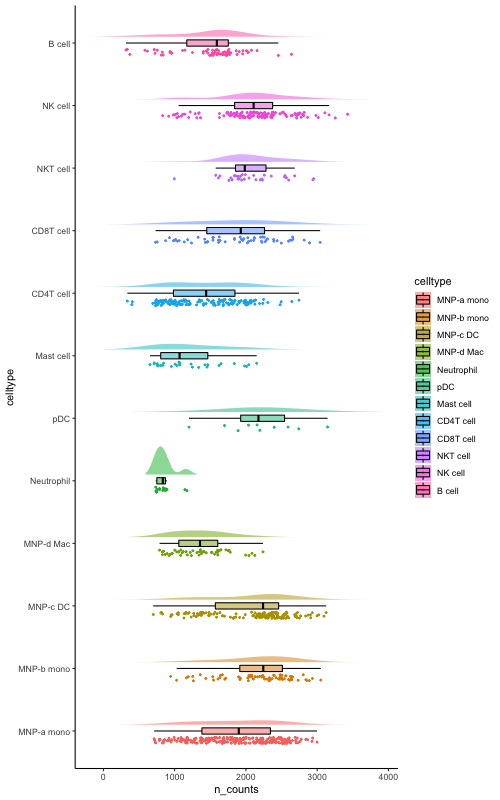 B cell
NK cell
NKT cell
CD8T cell
CD4T cell
Mast cell
pDC
Neutrophil
MNP-d Mac
MNP-c DC
MNP-b mono
MNP-a mono
celltype
0 1000 2000 3000 4000
n_counts
celltype
MNP-a mono
MNP-b mono
MNP-c DC
MNP-d Mac
Neutrophil
pDC
Mast cell
CD4T cell
CD8T cell
NKT cell
NK cell
B cell